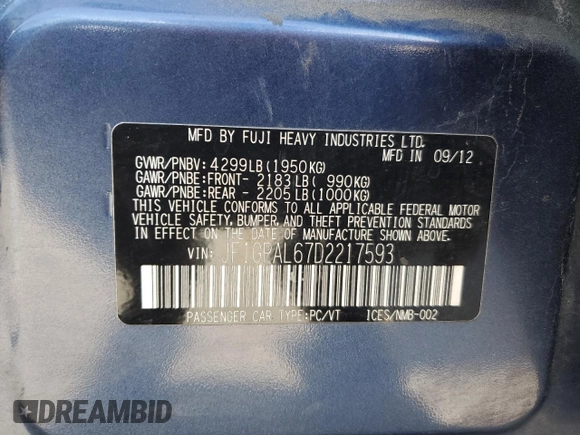 MFD BY FUJI HEAVY INDUSTRIES LTD.
MFD IN 09/12
GVWR/PNBV: 4299LB(1950KG)
GAWR/PNBE:FRONT- 2183LB( 990KG)
GAWR/PNBE:REAR - 2205LB(1000KG)
THIS VEHICLE CONFORMS TO ALL APPLICABLE FEDERAL MOTOR
VEHICLE SAFETY, BUMPER, AND THEFT PREVENTION STANDARDS
IN EFFECT ON THE DATE OF MANUFACTURE SHOWN ABOVE.
VIN: JF1GPAL67D2217593
PASSENGER CAR TYPE:PC/VT ICES/NMB-002
DREAMBID